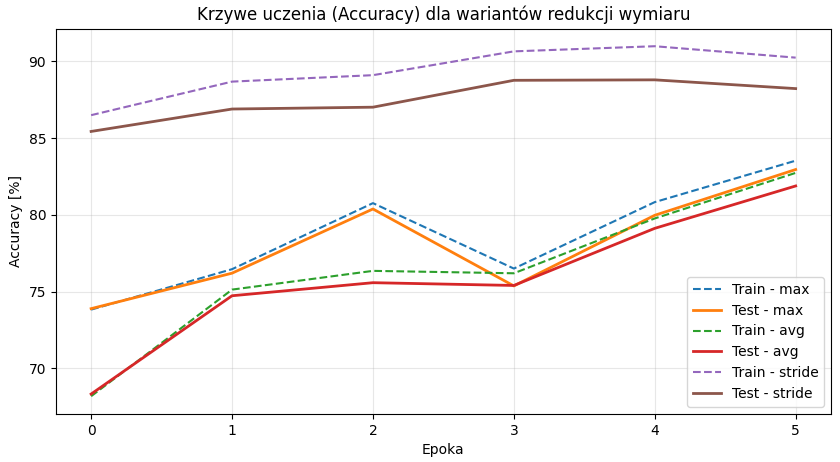 Krzywe uczenia (Accuracy) dla wariantów redukcji wymiaru
Accuracy [%]
90
85
80
75
70
0 1 2 3 4 5
Epoka
Train - max
Test - max
Train - avg
Test - avg
Train - stride
Test - stride